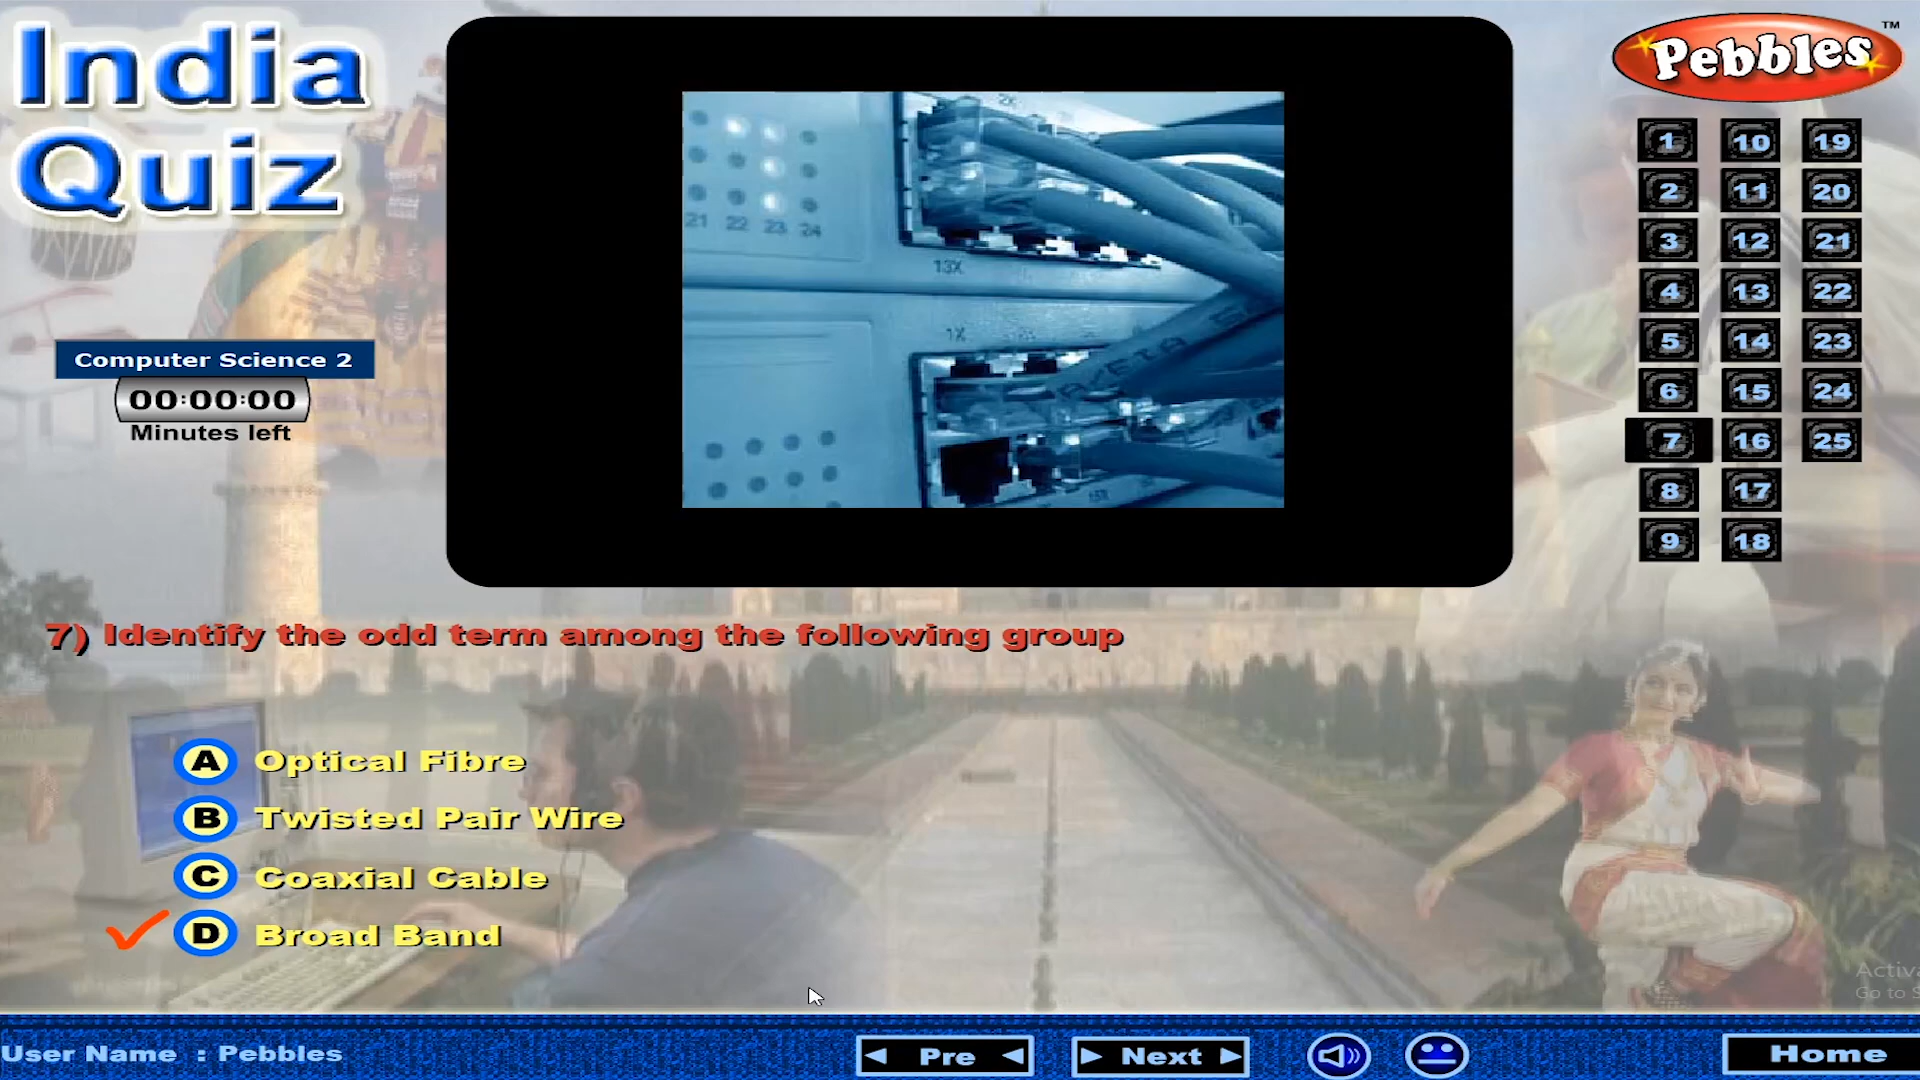 India
Quiz
Pebbles™
Computer Science 2
00:00:00
Minutes left
21 22 23 24
2X
13X
1X
1 10 19
2 11 20
3 12 21
4 13 22
5 14 23
6 15 24
7 16 25
8 17
9 18
7) Identify the odd term among the following group
A Optical Fibre
B Twisted Pair Wire
C Coaxial Cable
D Broad Band
User Name : Pebbles
Pre
Next
Home